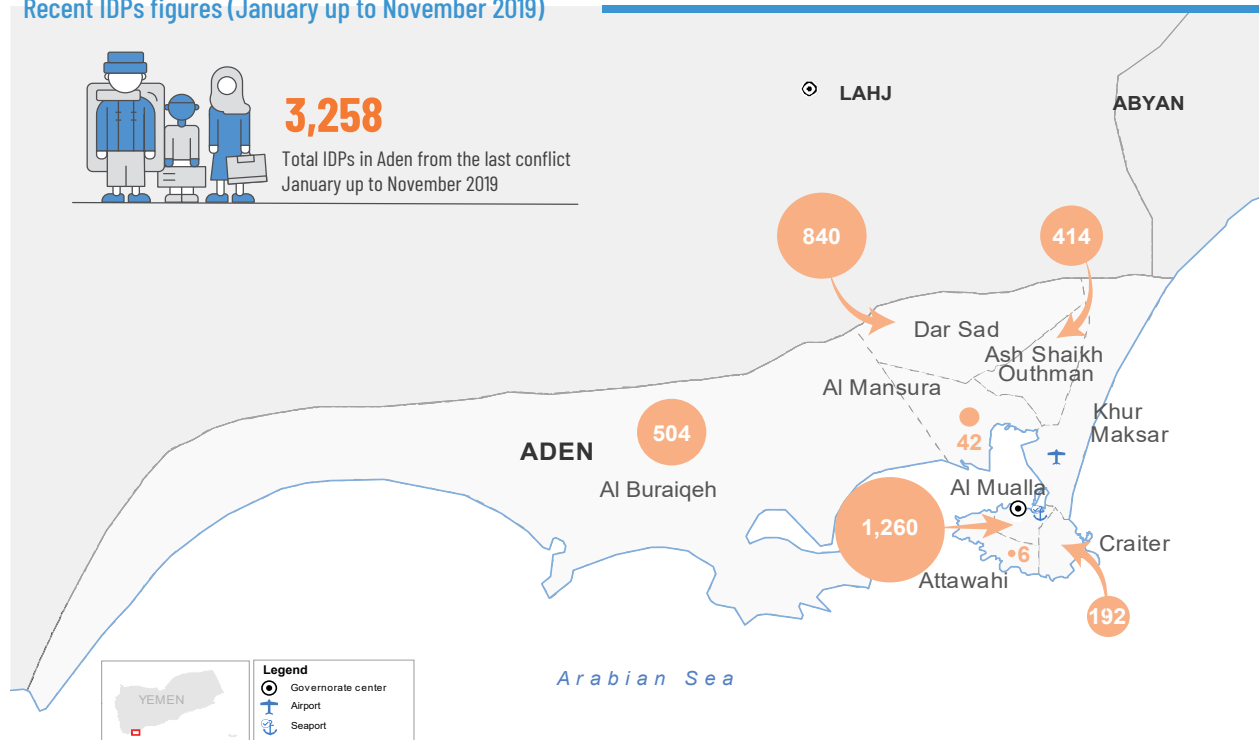 Recent IDPs figures (January up to November 2019)
3,258
Total IDPs in Aden from the last conflict
January up to November 2019
LAHJ
ABYAN
840
414
Dar Sad
Ash Shaikh
Outhman
Al Mansura
Khur
Maksar
504
42
ADEN
Al Buraiqeh
Al Mualla
1,260
Craiter
6
Attawahi
192
Arabian Sea
YEMEN
Legend
Governorate center
Airport
Seaport